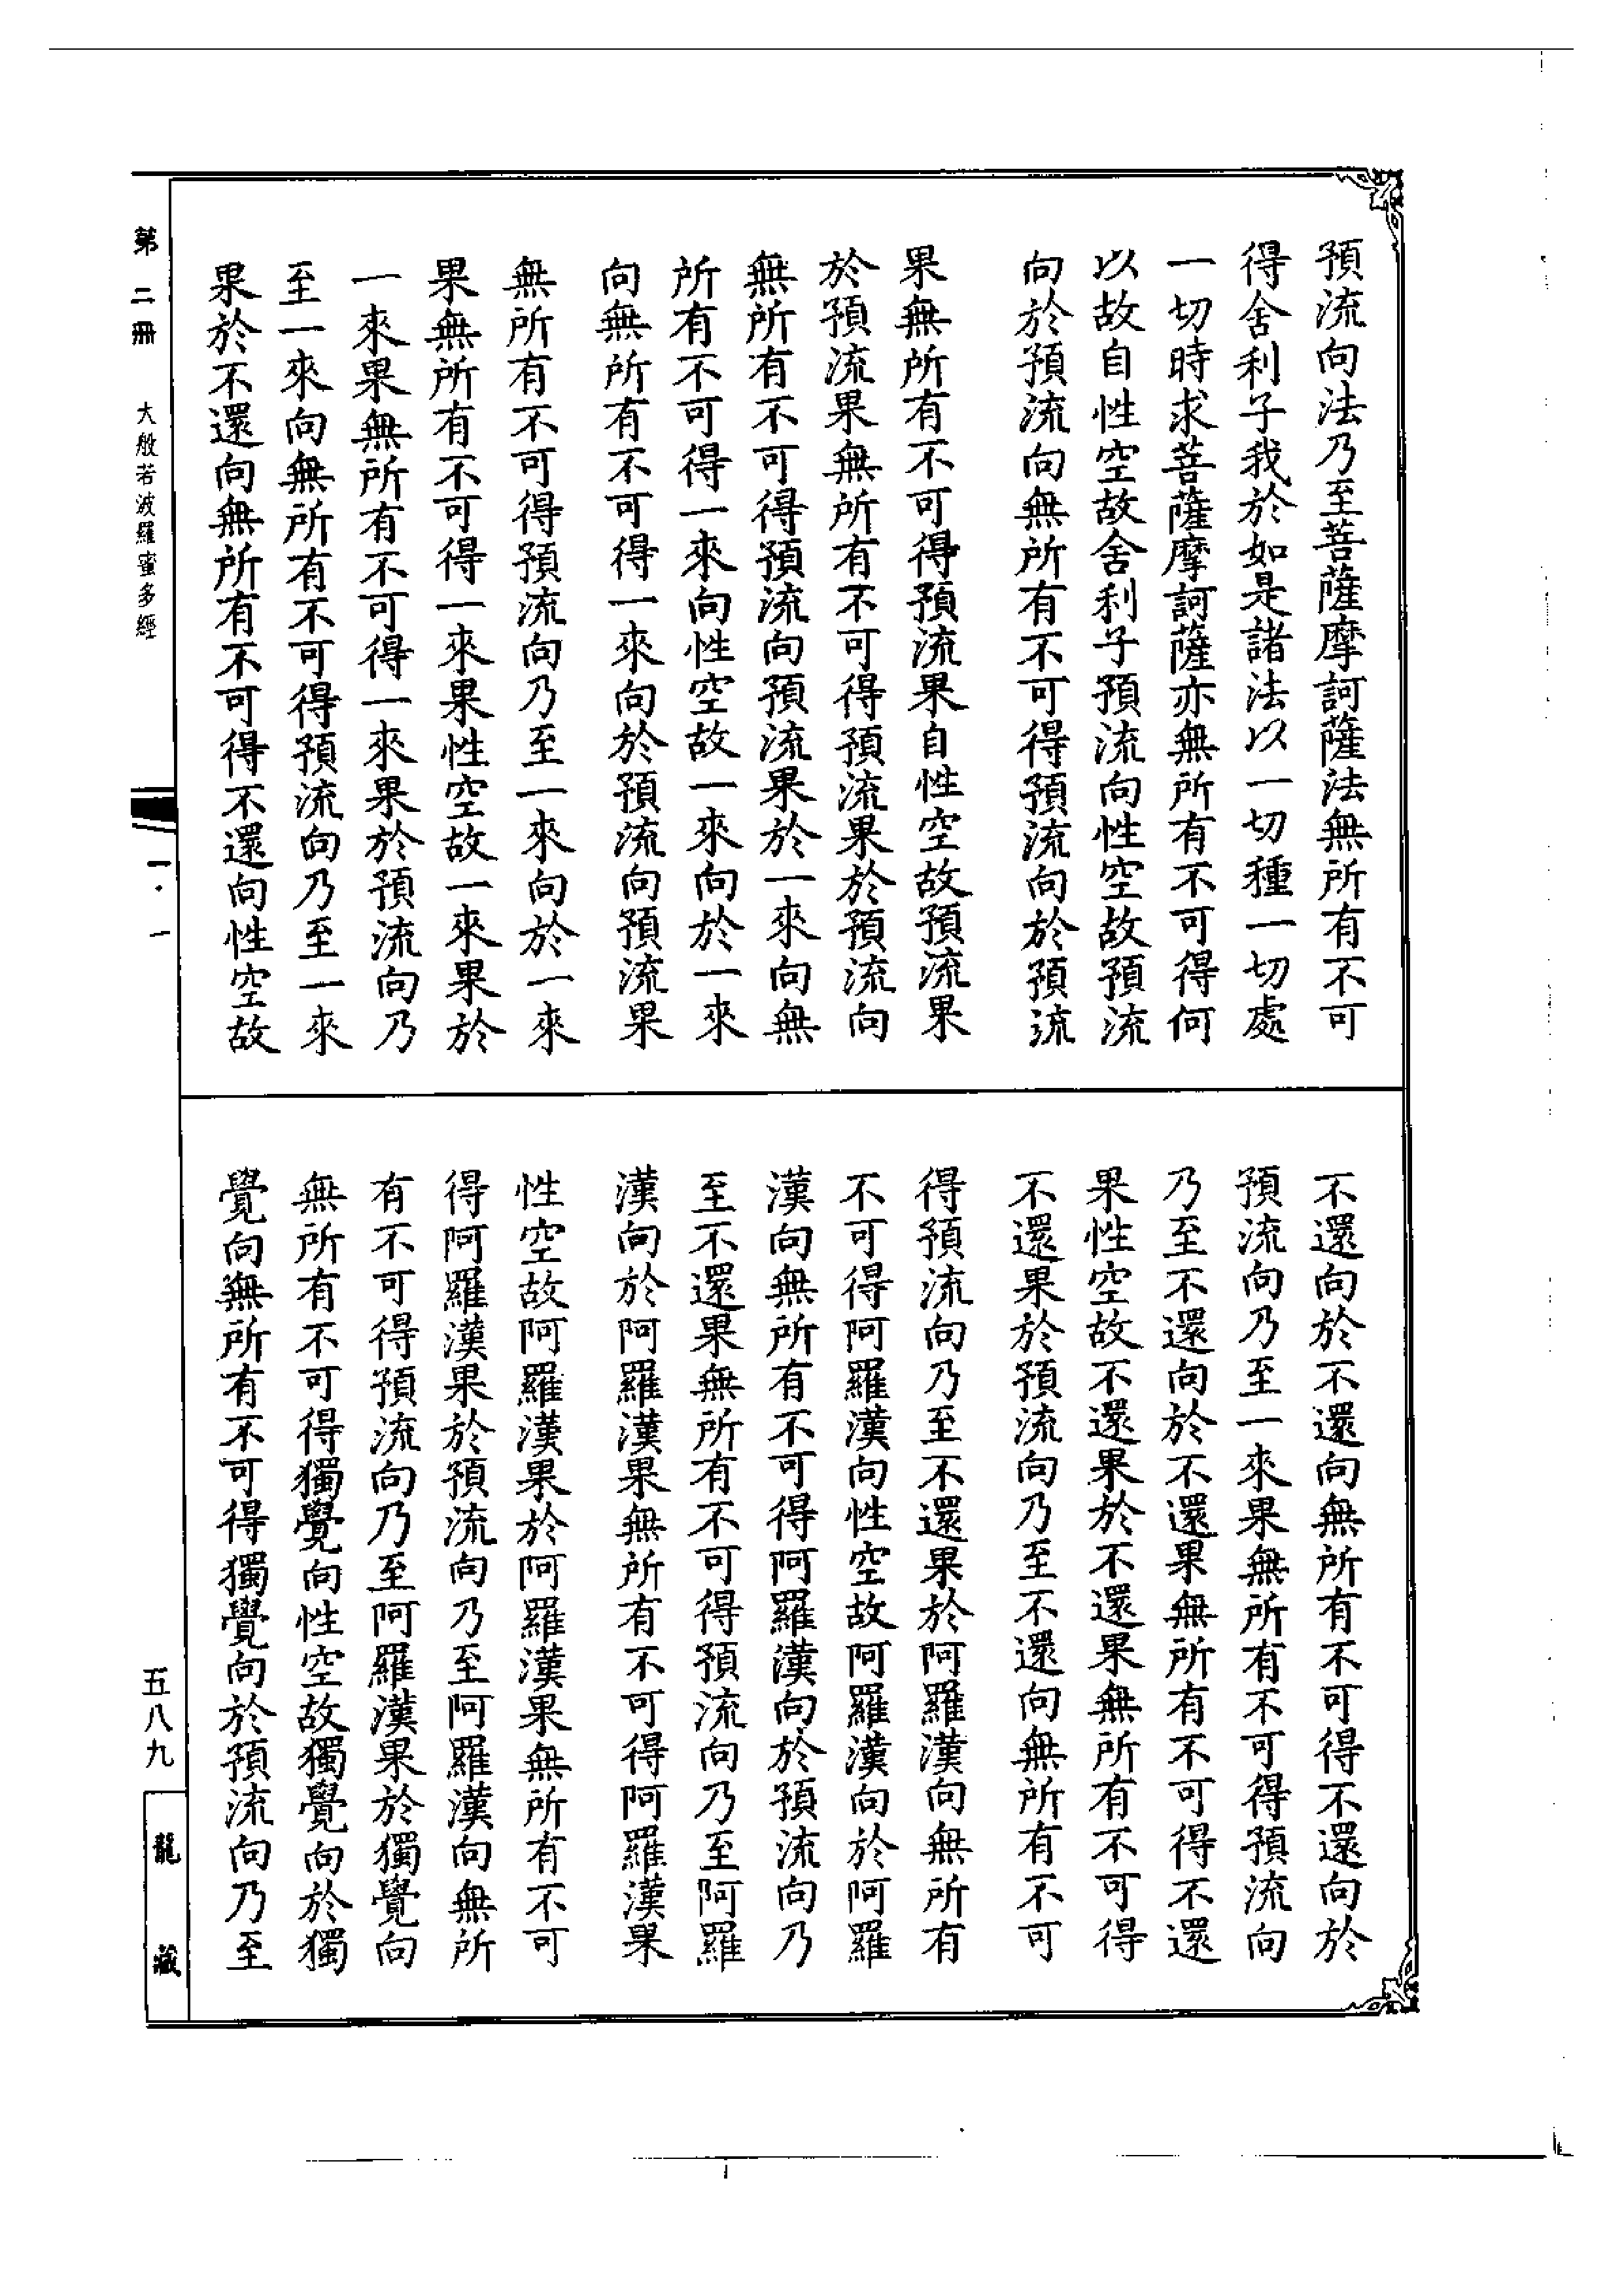 預流向法乃至菩薩摩訶薩法無所有不可
得舍利子我於如是諸法以一切種一切處
一切時求菩薩摩訶薩亦無所有不可得何
以故自性空故舍利子預流向性空故預流
向於預流向無所有不可得預流向於預流
果無所有不可得預流果自性空故預流果
於預流果無所有不可得預流果於預流向
無所有不可得預流向預流果於一來向無
所有不可得一來向性空故一來向於一來
向無所有不可得一來向於預流向預流果
無所有不可得預流向乃至一來向於一來
果無所有不可得一來果性空故一來果於
一來果無所有不可得一來果於預流向乃
至一來向無所有不可得預流向乃至一來
果於不還向無所有不可得不還向性空故
不還向於不還向無所有不可得不還向於
預流向乃至一來果無所有不可得預流向
乃至不還向於不還果無所有不可得不還
果性空故不還果於不還果無所有不可得
不還果於預流向乃至不還向無所有不可
得預流向乃至不還果於阿羅漢向無所有
不可得阿羅漢向性空故阿羅漢向於阿羅
漢向無所有不可得阿羅漢向於預流向乃
至不還果無所有不可得預流向乃至阿羅
漢向於阿羅漢果無所有不可得阿羅漢果
性空故阿羅漢果於阿羅漢果無所有不可
得阿羅漢果於預流向乃至阿羅漢向無所
有不可得預流向乃至阿羅漢果於獨覺向
無所有不可得獨覺向性空故獨覺向於獨
覺向無所有不可得獨覺向於預流向乃至
第二冊 大般若波羅蜜多經 一·一 五八九 龍藏